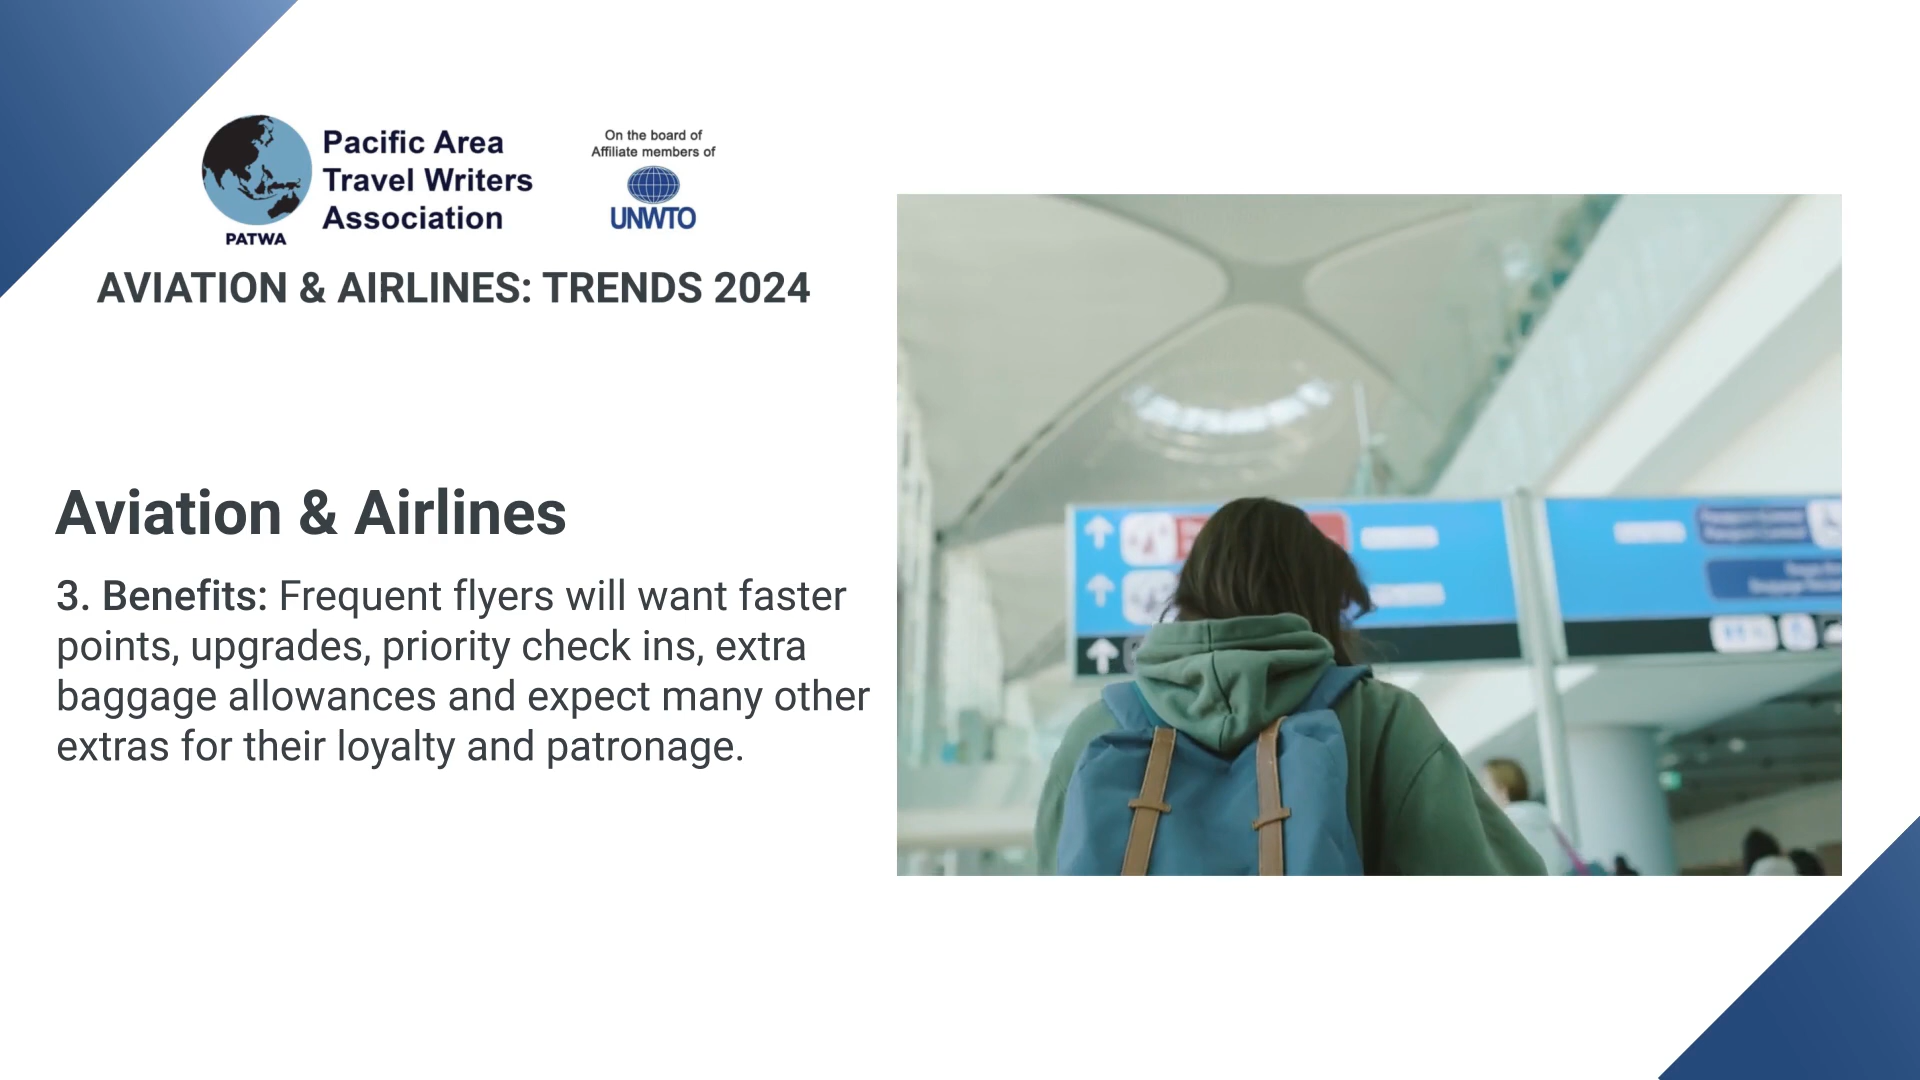 Pacific Area
Travel Writers
Association
PATWA
On the board of
Affiliate members of
UNWTO
AVIATION & AIRLINES: TRENDS 2024
Aviation & Airlines
3. Benefits: Frequent flyers will want faster
points, upgrades, priority check ins, extra
baggage allowances and expect many other
extras for their loyalty and patronage.